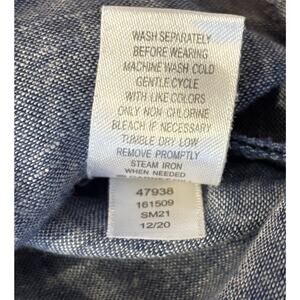 WASH SEPARATELY
BEFORE WEARING
MACHINE WASH COLD
GENTLE CYCLE
WITH LIKE COLORS
ONLY NON-CHLORINE
BLEACH IF NECESSARY
TUMBLE DRY LOW
REMOVE PROMPTLY
STEAM IRON
WHEN NEEDED
47938
161509
SM21
12/20